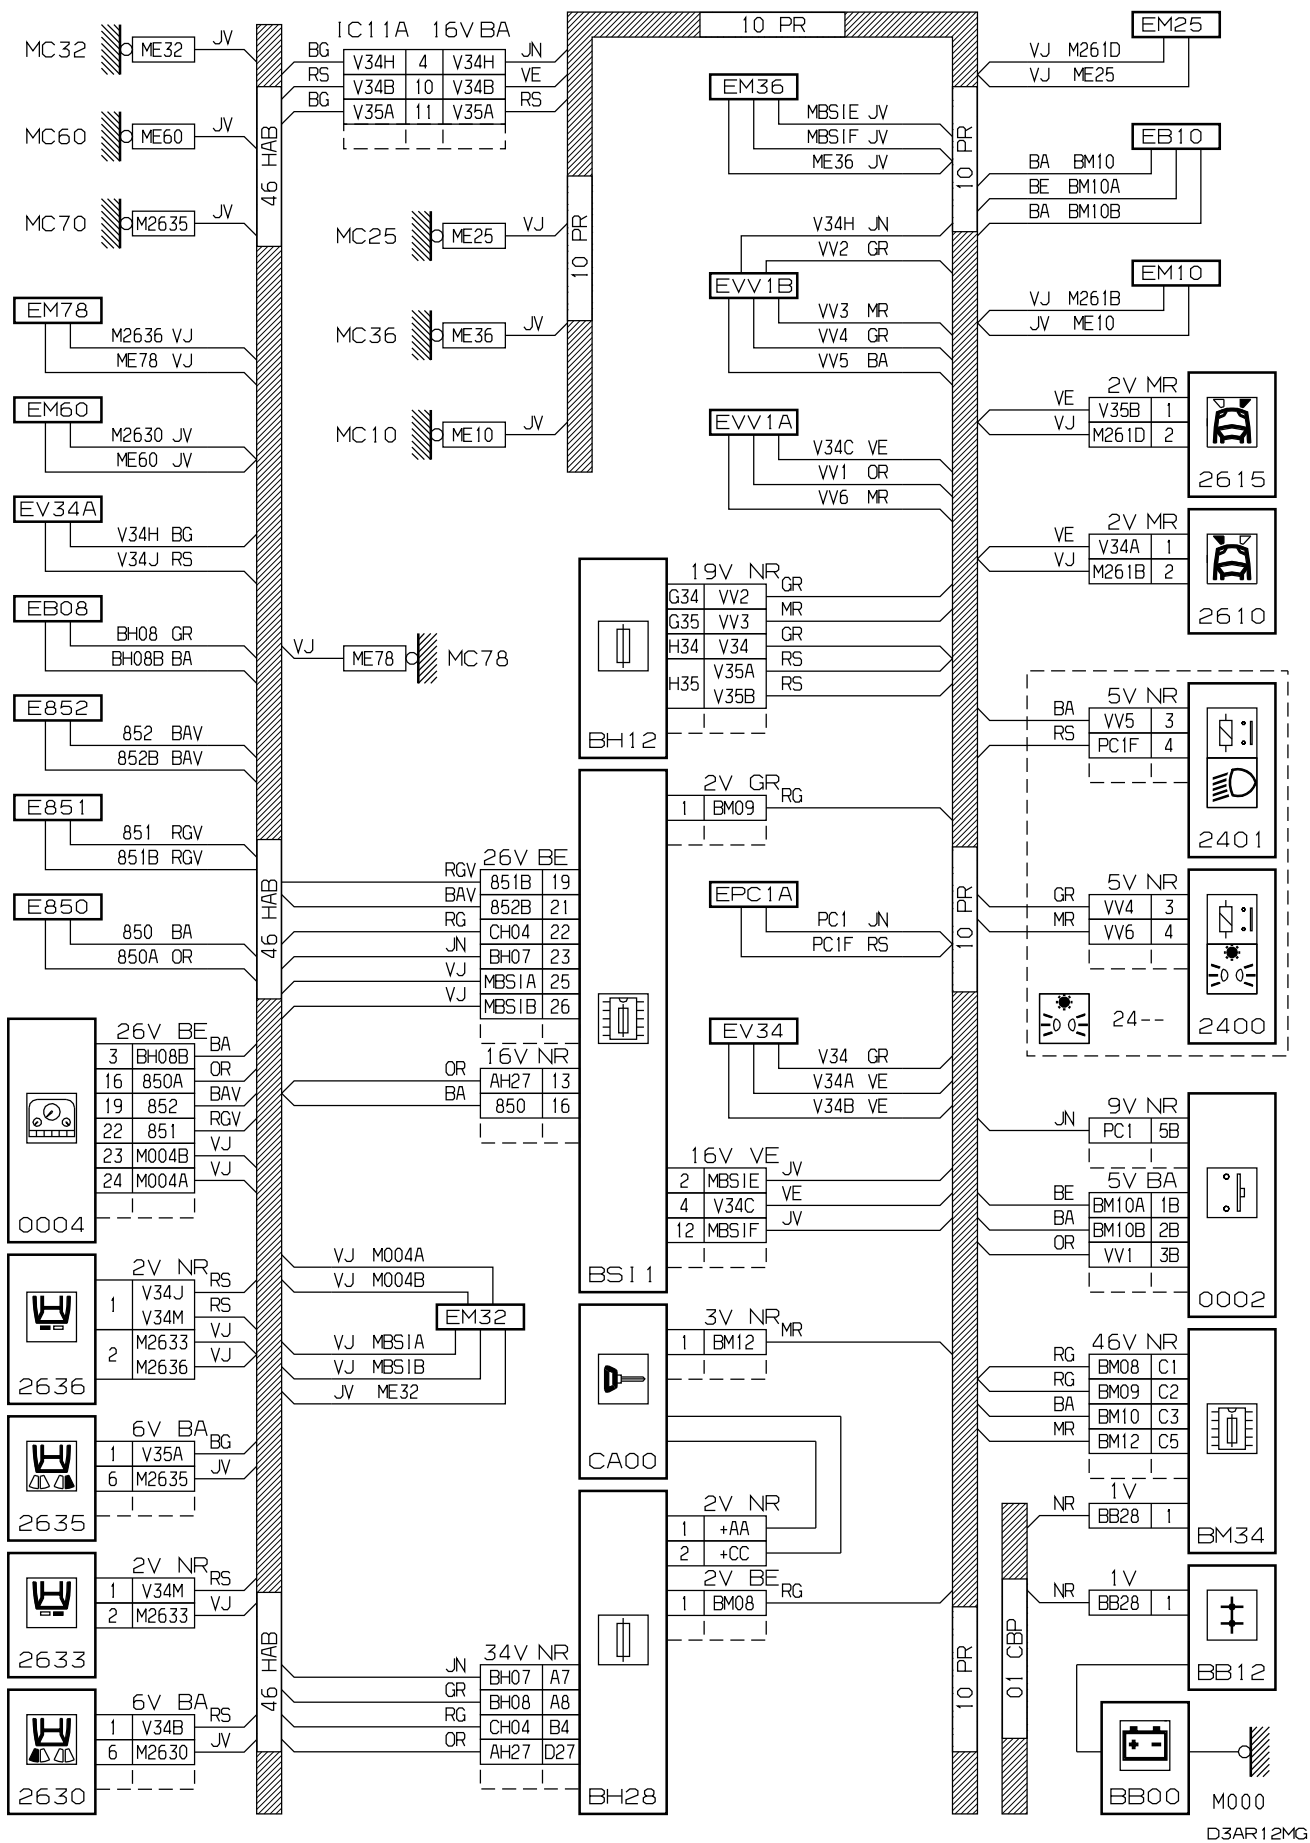 MC32 ME32 JV
MC60 ME60 JV
MC70 M2635 JV
46 HAB
IC11A 16V BA
BG V34H 4 V34H JN
RS V34B 10 V34B VE
BG V35A 11 V35A RS
10 PR
10 PR
MC25 ME25 VJ
MC36 ME36 JV
MC10 ME10 JV
EM78
M2636 VJ
ME78 VJ
EM60
M2630 JV
ME60 JV
EV34A
V34H BG
V34J RS
EB08
BH08 GR
BH08B BA
VJ ME78 MC78
E852
852 BAV
852B BAV
E851
851 RGV
851B RGV
E850
850 BA
850A OR
46 HAB
26V BE
3 BH08B BA
16 850A OR
19 852 BAV
22 851 RGV
23 M004B VJ
24 M004A VJ
0004
2V NR
1 V34J RS
V34M RS
2 M2633 VJ
M2636 VJ
2636
6V BA
1 V35A BG
6 M2635 JV
2635
2V NR
1 V34M RS
2 M2633 VJ
2633
6V BA
1 V34B RS
6 M2630 JV
2630
46 HAB
EM36
MBSIE JV
MBSIF JV
ME36 JV
EVV1B
V34H JN
VV2 GR
VV3 MR
VV4 GR
VV5 BA
EVV1A
V34C VE
VV1 OR
VV6 MR
19V NR
G34 VV2 GR
G35 VV3 MR
H34 V34 GR
H35 V35A RS
V35B RS
BH12
2V GR
1 BM09 RG
26V BE
RGV 851B 19
BAV 852B 21
RG CH04 22
JN BH07 23
VJ MBSIA 25
VJ MBSIB 26
16V NR
OR AH27 13
BA 850 16
EPC1A
PC1 JN
PC1F RS
EV34
V34 GR
V34A VE
V34B VE
16V VE
2 MBSIE JV
4 V34C VE
12 MBSIF JV
BSI1
VJ M004A
VJ M004B
EM32
VJ MBSIA
VJ MBSIB
JV ME32
3V NR
1 BM12 MR
CA00
2V NR
1 +AA
2 +CC
2V BE
1 BM08 RG
34V NR
JN BH07 A7
GR BH08 A8
RG CH04 B4
OR AH27 D27
BH28
10 PR
10 PR
10 PR
01 CBP
EM25
VJ M261D
VJ ME25
EB10
BA BM10
BE BM10A
BA BM10B
EM10
VJ M261B
JV ME10
2V MR
VE V35B 1
VJ M261D 2
2615
2V MR
VE V34A 1
VJ M261B 2
2610
5V NR
BA VV5 3
RS PC1F 4
2401
5V NR
GR VV4 3
MR VV6 4
24--
2400
9V NR
JN PC1 5B
5V BA
BE BM10A 1B
BA BM10B 2B
OR VV1 3B
0002
46V NR
RG BM08 C1
RG BM09 C2
BA BM10 C3
MR BM12 C5
1V
NR BB28 1
BM34
1V
NR BB28 1
BB12
+ -
BB00
M000
D3AR12MG